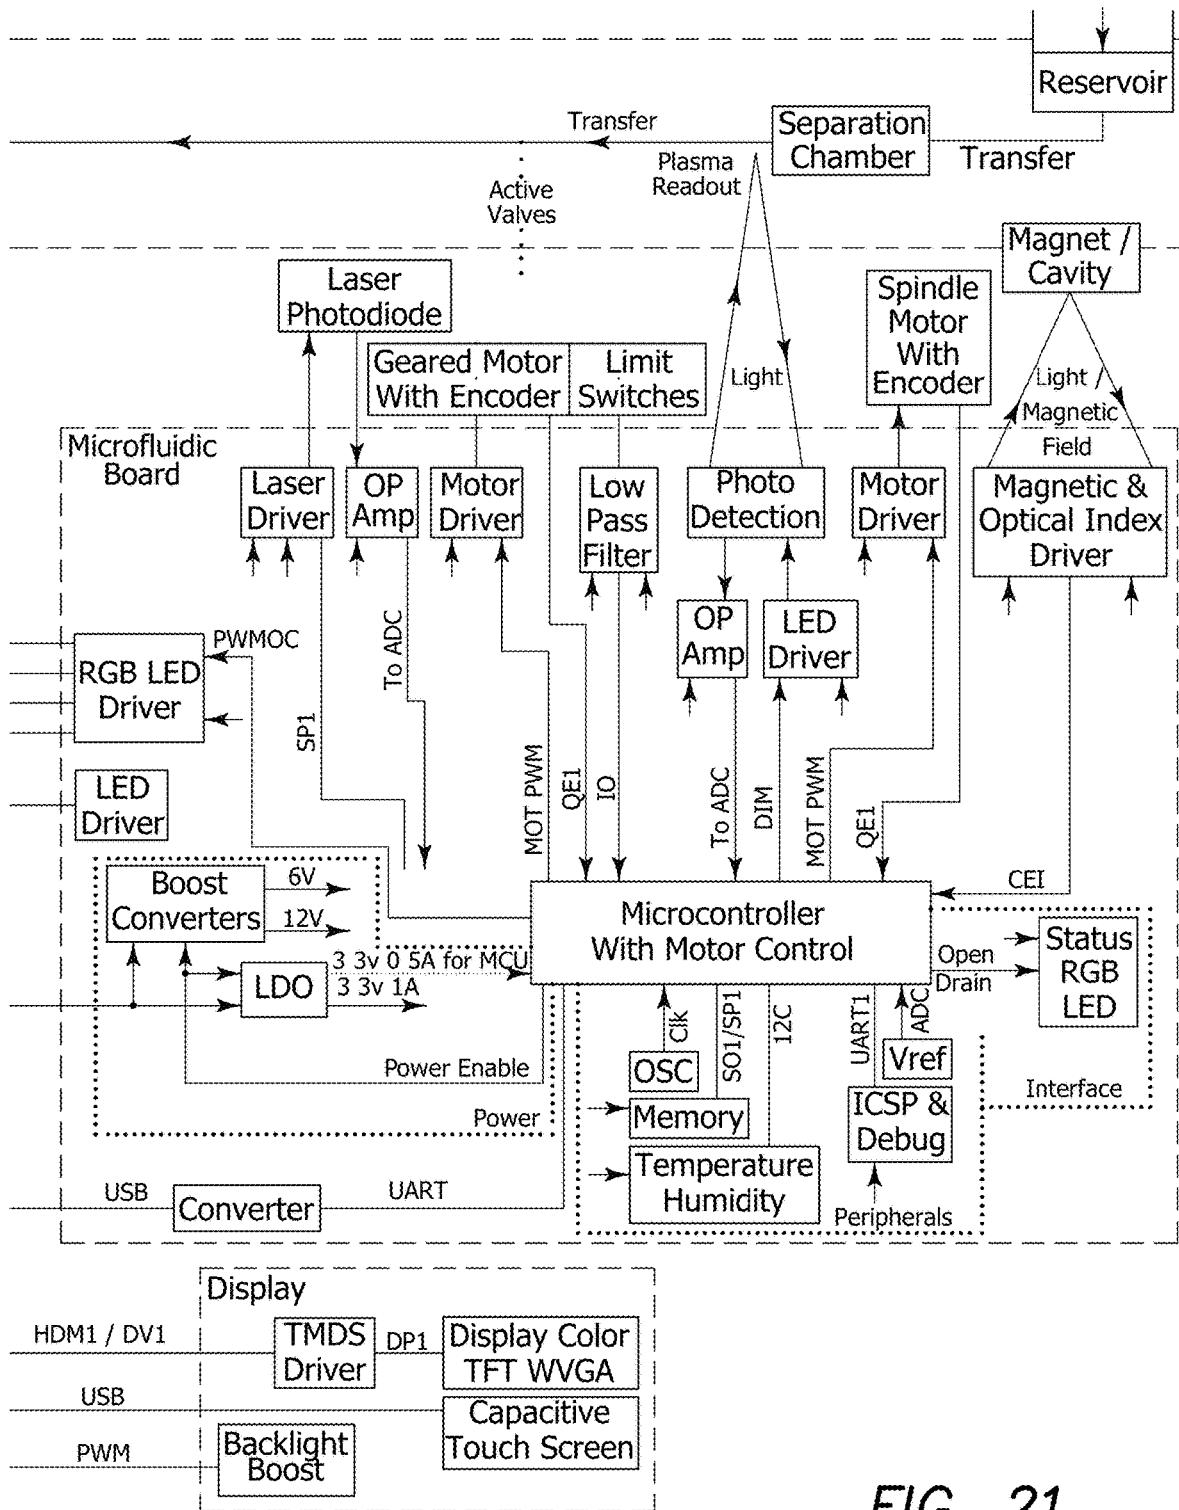 Reservoir
Transfer
Separation
Chamber
Transfer
Plasma
Readout
Active
Valves
Magnet /
Cavity
Laser
Photodiode
Spindle
Motor
With
Encoder
Geared Motor
With Encoder
Limit
Switches
Light
Light /
Magnetic
Field
Microfluidic
Board
Laser
Driver
OP
Amp
Motor
Driver
Low
Pass
Filter
Photo
Detection
Motor
Driver
Magnetic &
Optical Index
Driver
OP
Amp
LED
Driver
PWMOC
RGB LED
Driver
To ADC
SP1
MOT PWM
QE1
IO
To ADC
DIM
MOT PWM
QE1
LED
Driver
Boost
Converters
6V
12V
CEI
Microcontroller
With Motor Control
3 3v 0 5A for MCU
3 3v 1A
LDO
Open
Drain
Status
RGB
LED
Clk
SO1/SP1
12C
UART1
ADC
OSC
Vref
Power Enable
Memory
ICSP &
Debug
Interface
Power
Temperature
Humidity
USB
Converter
UART
Peripherals
Display
HDM1 / DV1
TMDS
Driver
DP1
Display Color
TFT WVGA
USB
Capacitive
Touch Screen
PWM
Backlight
Boost
FIG. 21